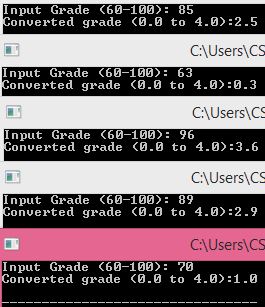 Input Grade (60-100): 85
Converted grade (0.0 to 4.0):2.5
C:\Users\CS
Input Grade (60-100): 63
Converted grade (0.0 to 4.0):0.3
C:\Users\CS
Input Grade (60-100): 96
Converted grade (0.0 to 4.0):3.6
C:\Users\CS
Input Grade (60-100): 89
Converted grade (0.0 to 4.0):2.9
C:\Users\CS
Input Grade (60-100): 70
Converted grade (0.0 to 4.0):1.0